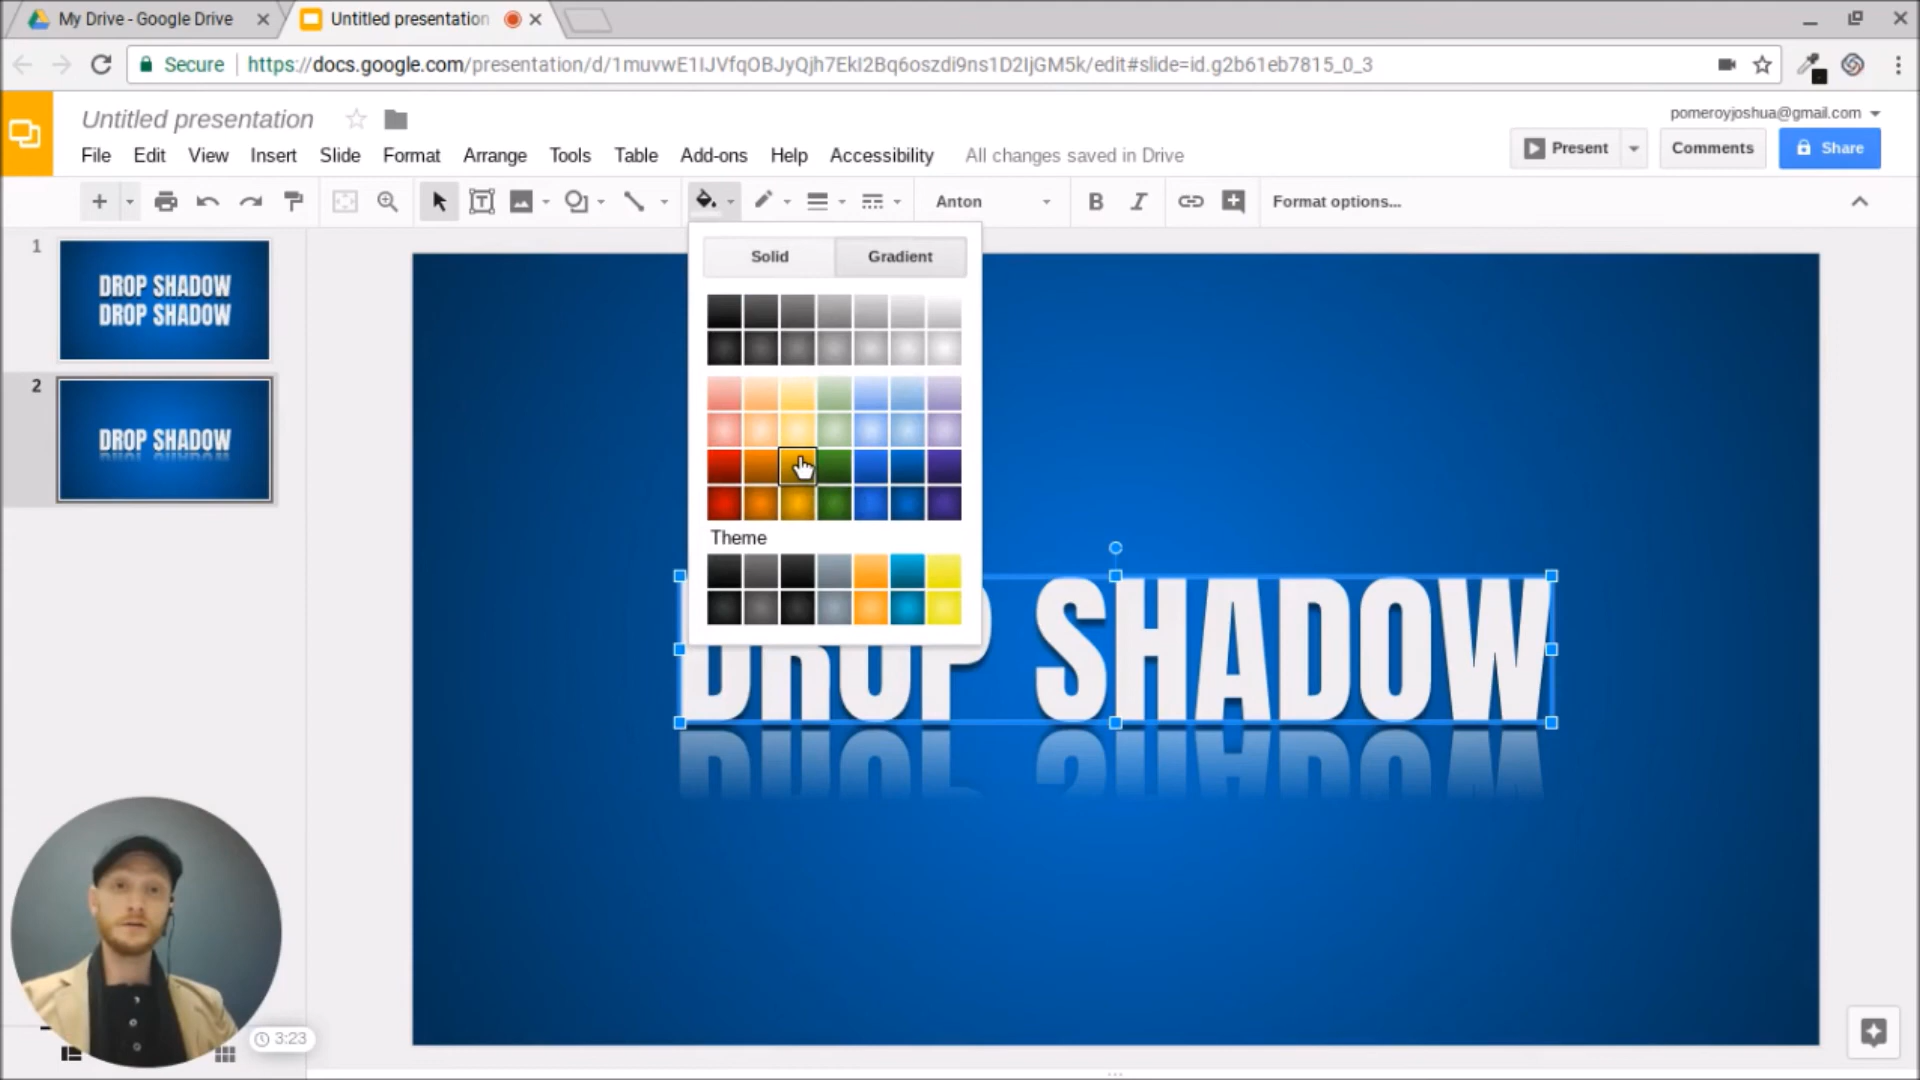 My Drive - Google Drive
Untitled presentation
Secure
https://docs.google.com/presentation/d/1muvwE1IJVfqOBJyQjh7EkI2Bq6oszdi9ns1D2IjGM5k/edit#slide=id.g2b61eb7815_0_3
Untitled presentation
pomeroyjoshua@gmail.com
File Edit View Insert Slide Format Arrange Tools Table Add-ons Help Accessibility All changes saved in Drive
Present Comments Share
Anton B I Format options...
Solid Gradient
1
DROP SHADOW
DROP SHADOW
2
DROP SHADOW
Theme
DROP SHADOW
3:23